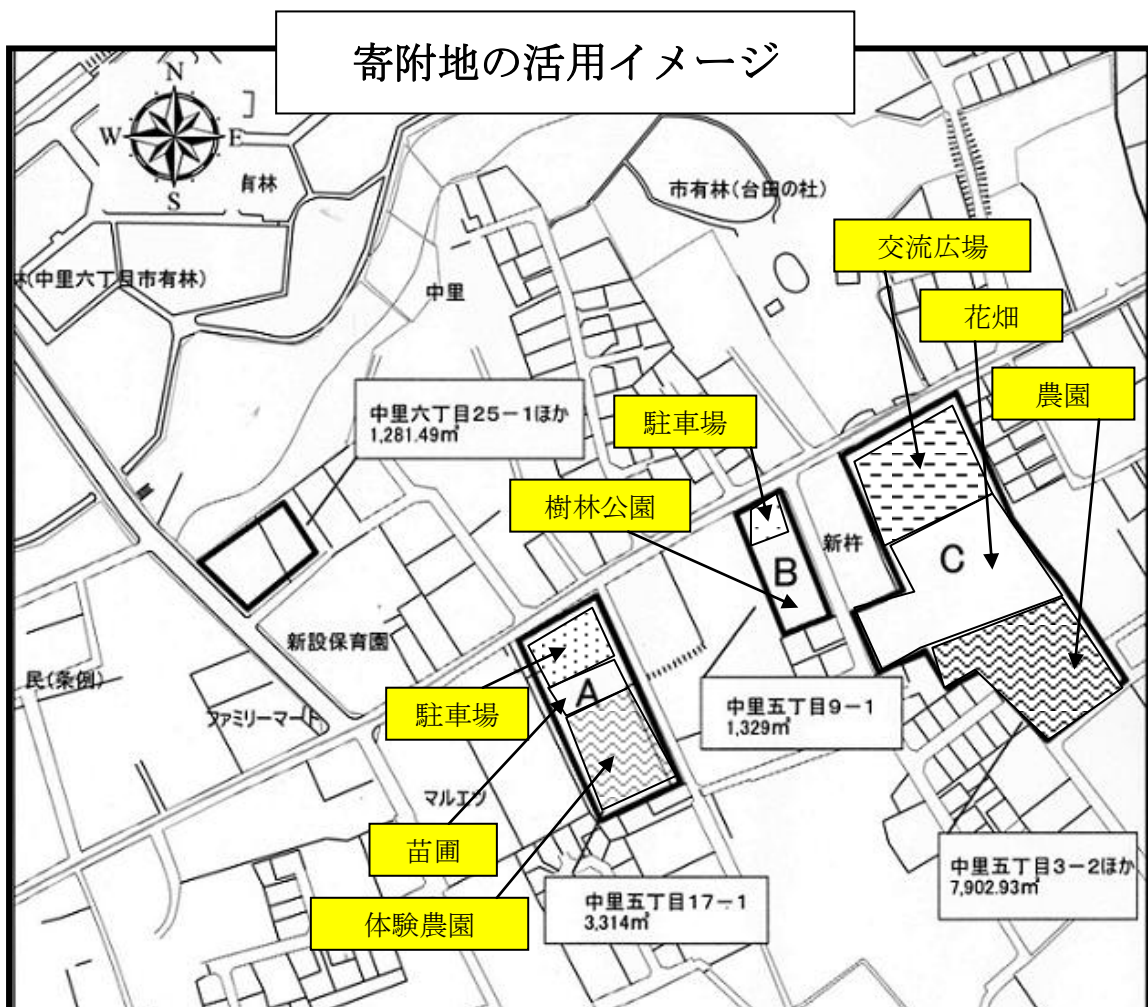 寄附地の活用イメージ
N
W
E
S
有林
市有林(台田の杜)
交流広場
林(中里六丁目市有林)
中里
花畑
農園
中里六丁目25-1ほか
1,281.49㎡
駐車場
樹林公園
新杵
B
C
新設保育園
民(条例)
ファミリーマート
A
駐車場
中里五丁目9-1
1,329㎡
マルエツ
苗圃
中里五丁目3-2ほか
7,902.93㎡
中里五丁目17-1
3,314㎡
体験農園